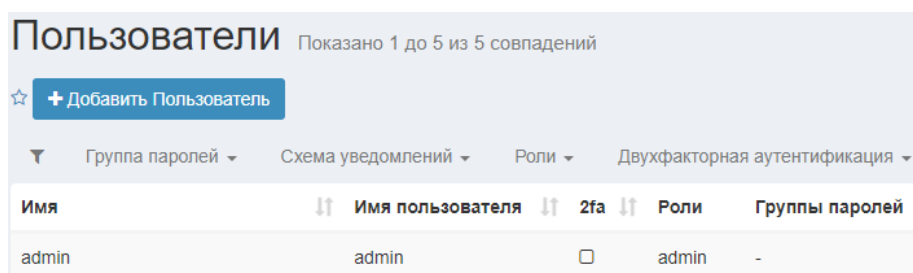 Пользователи Показано 1 до 5 из 5 совпадений
Добавить Пользователь
Группа паролей Схема уведомлений Роли Двухфакторная аутентификация
Имя Имя пользователя 2fa Роли Группы паролей
admin admin admin -